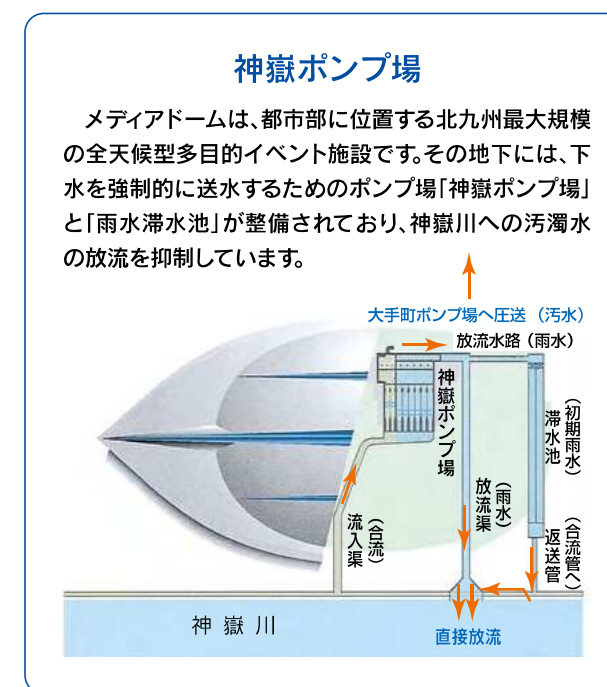 神嶽ポンプ場
メディアドームは、都市部に位置する北九州最大規模
の全天候型多目的イベント施設です。その地下には、下
水を強制的に送水するためのポンプ場「神嶽ポンプ場」
と「雨水滞水池」が整備されており、神嶽川への汚濁水
の放流を抑制しています。
大手町ポンプ場へ圧送（汚水）
放流水路（雨水）
神嶽ポンプ場
（初期雨水）
滞水池
放流渠
（雨水）
流入渠
（合流）
返送管
（合流管へ）
神嶽川
直接放流